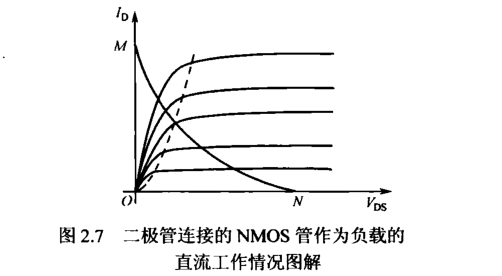 I_D
M
O
N
V_DS
图 2.7 二极管连接的 NMOS 管作为负载的
直流工作情况图解